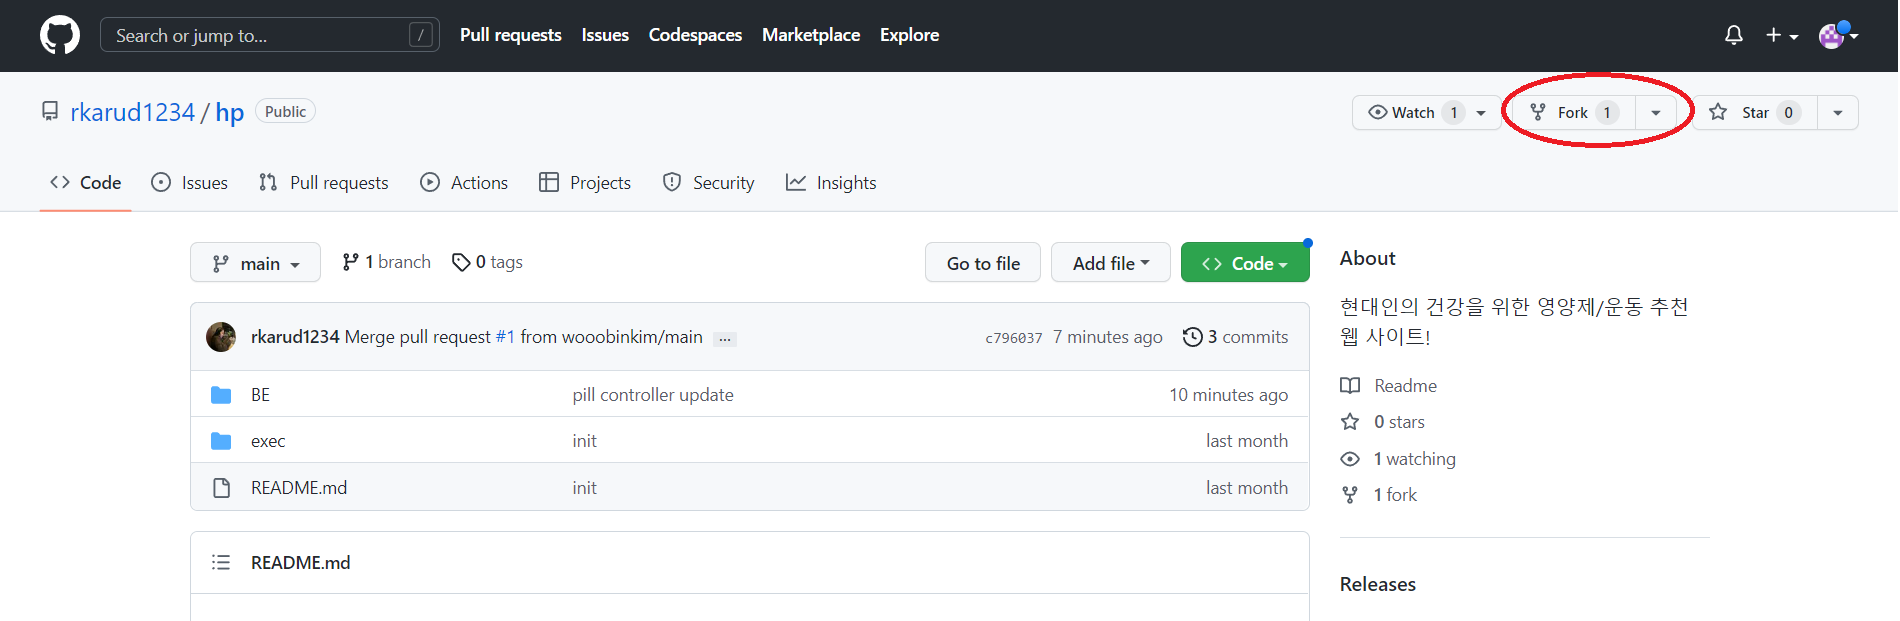 Search or jump to... /
Pull requests Issues Codespaces Marketplace Explore
rkarud1234 / hp Public
Watch 1
Fork 1
Star 0
Code Issues Pull requests Actions Projects Security Insights
main 1 branch 0 tags
Go to file Add file Code
rkarud1234 Merge pull request #1 from wooobinkim/main ... c796037 7 minutes ago 3 commits
BE pill controller update 10 minutes ago
exec init last month
README.md init last month
README.md
About
현대인의 건강을 위한 영양제/운동 추천
웹 사이트!
Readme
0 stars
1 watching
1 fork
Releases